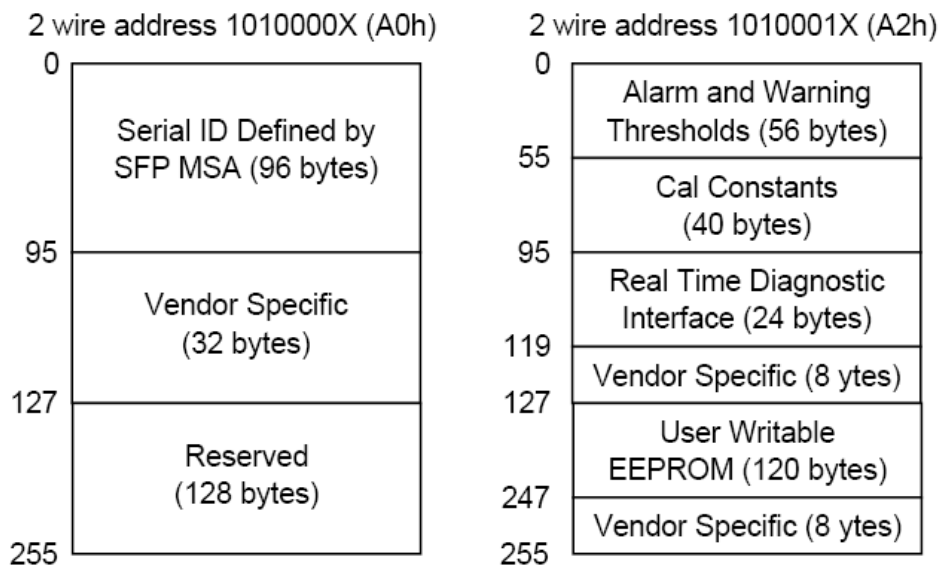 2 wire address 1010000X (A0h)
0
Serial ID Defined by
SFP MSA (96 bytes)
95
Vendor Specific
(32 bytes)
127
Reserved
(128 bytes)
255
2 wire address 1010001X (A2h)
0
Alarm and Warning
Thresholds (56 bytes)
55
Cal Constants
(40 bytes)
95
Real Time Diagnostic
Interface (24 bytes)
119
Vendor Specific (8 ytes)
127
User Writable
EEPROM (120 bytes)
247
Vendor Specific (8 ytes)
255